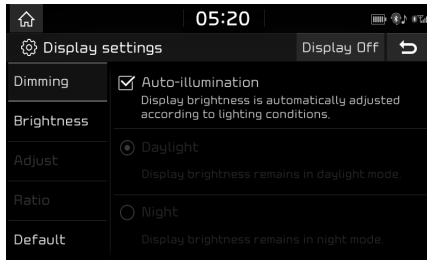 05:20
Display settings
Display Off
Dimming
Auto-illumination
Display brightness is automatically adjusted
according to lighting conditions.
Brightness
Adjust
Daylight
Display brightness remains in daylight mode.
Ratio
Night
Default
Display brightness remains in night mode.